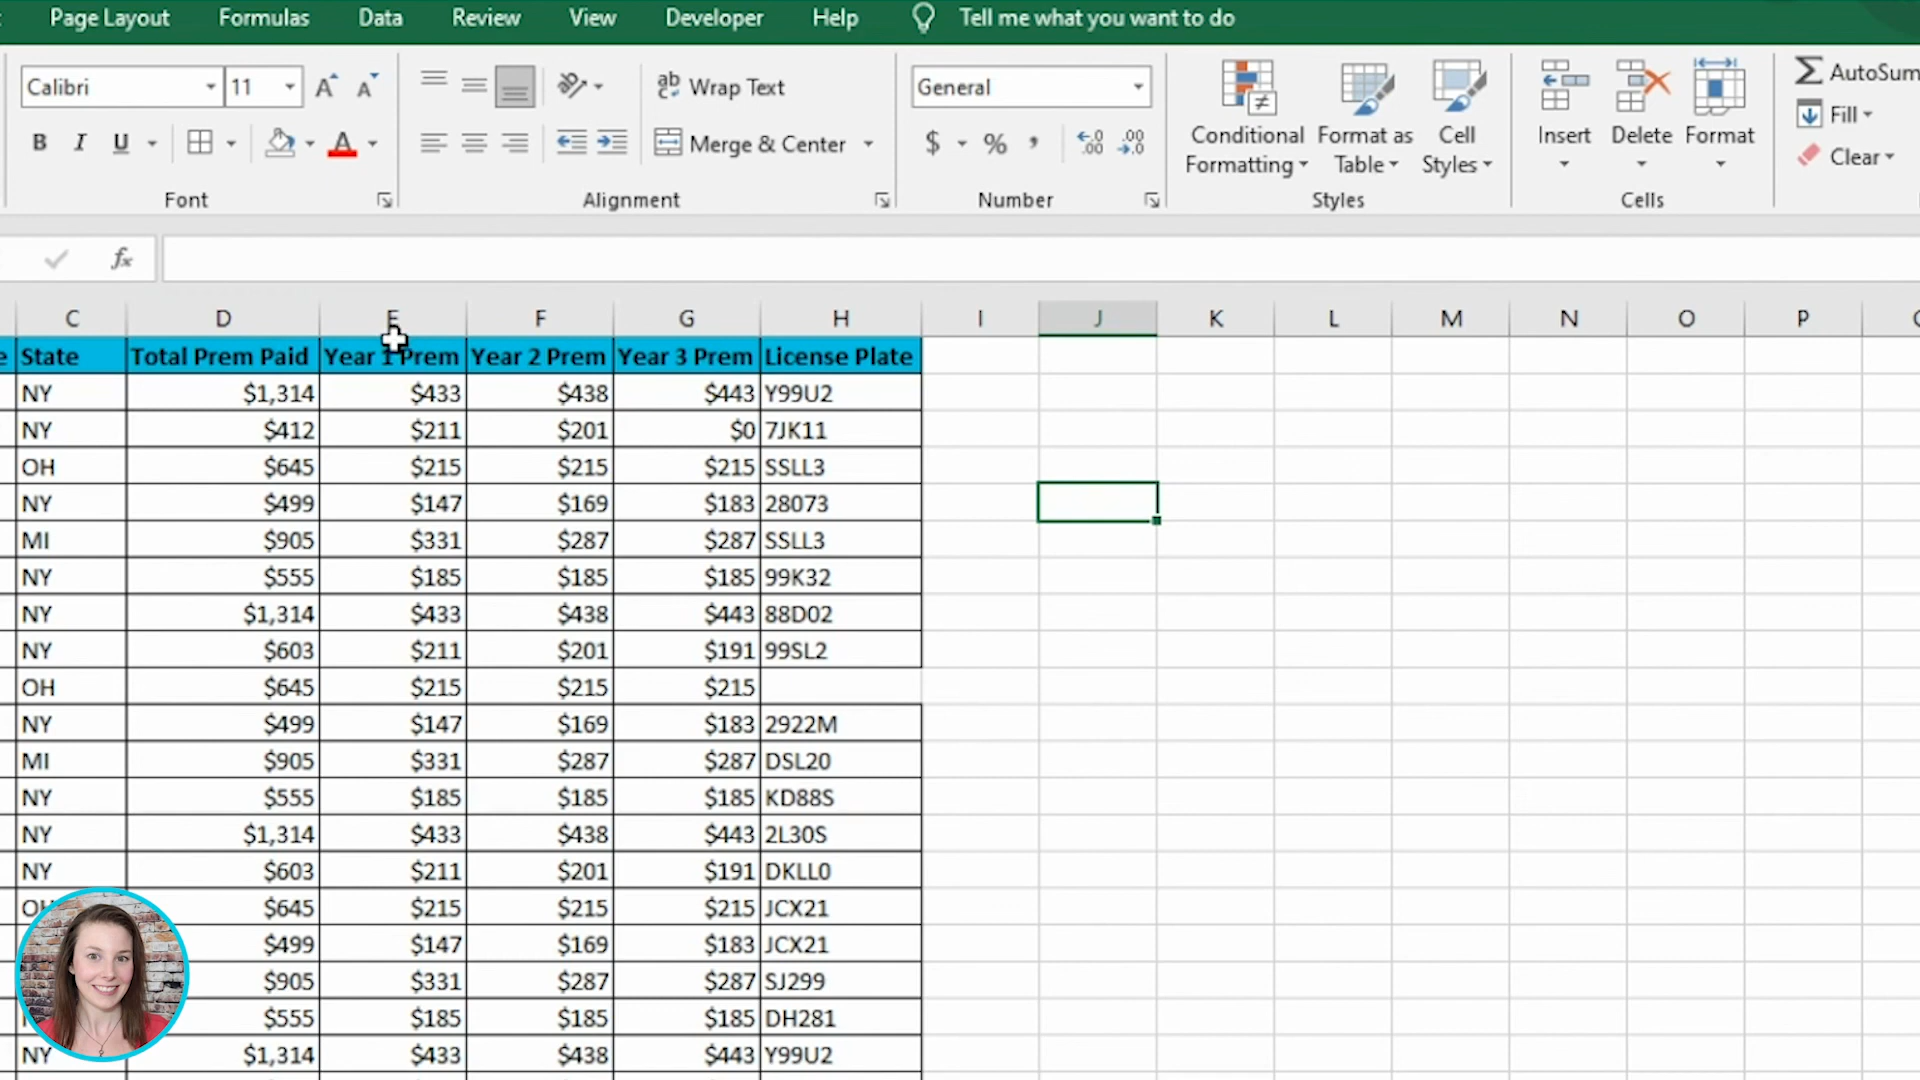 Page Layout Formulas Data Review View Developer Help Tell me what you want to do
Calibri 11 A A ab Wrap Text General AutoSum
B I U A Merge & Center $ % , Conditional Formatting Format as Table Cell Styles Insert Delete Format Fill
Clear
Font Alignment Number Styles Cells
fx
C D E F G H I J K L M N O P
e State Total Prem Paid Year 1 Prem Year 2 Prem Year 3 Prem License Plate
NY $1,314 $433 $438 $443 Y99U2
NY $412 $211 $201 $0 7JK11
OH $645 $215 $215 $215 SSLL3
NY $499 $147 $169 $183 28073
MI $905 $331 $287 $287 SSLL3
NY $555 $185 $185 $185 99K32
NY $1,314 $433 $438 $443 88D02
NY $603 $211 $201 $191 99SL2
OH $645 $215 $215 $215
NY $499 $147 $169 $183 2922M
MI $905 $331 $287 $287 DSL20
NY $555 $185 $185 $185 KD88S
NY $1,314 $433 $438 $443 2L30S
NY $603 $211 $201 $191 DKLL0
OH $645 $215 $215 $215 JCX21
$499 $147 $169 $183 JCX21
$905 $331 $287 $287 SJ299
$555 $185 $185 $185 DH281
NY $1,314 $433 $438 $443 Y99U2